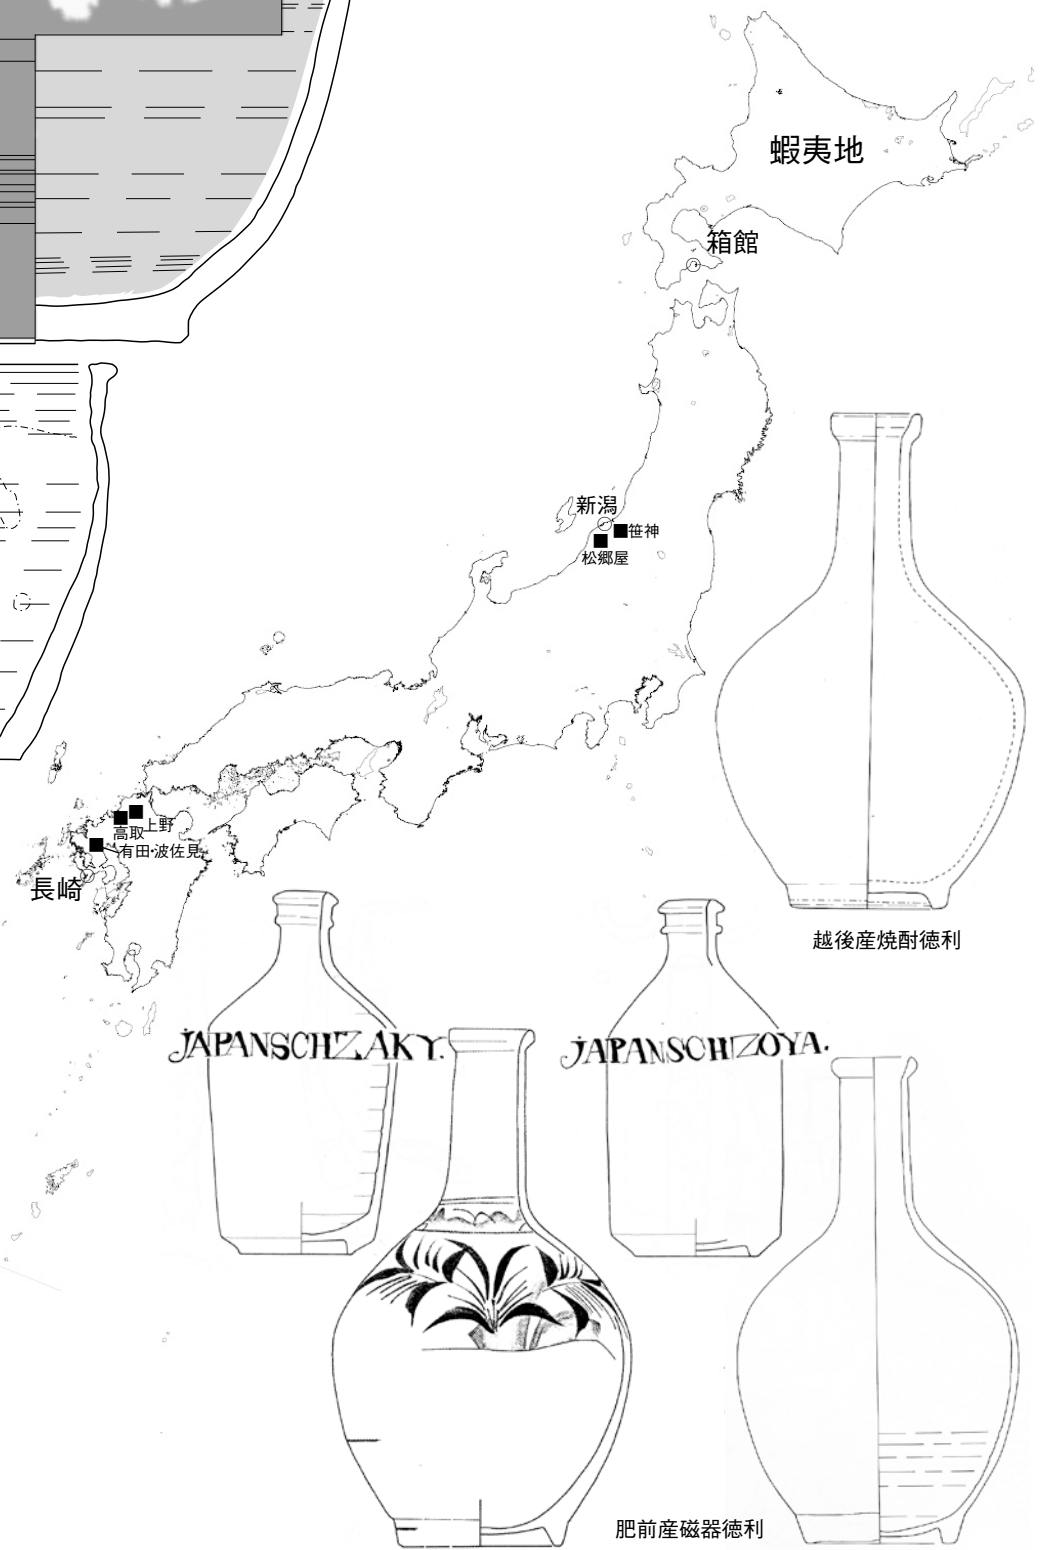 蝦夷地
箱館
新潟
笹神
松郷屋
上野
高取
有田・波佐見
長崎
越後産焼酎徳利
JAPANSCHZAKY.
JAPANSCHZOYA.
肥前産磁器徳利